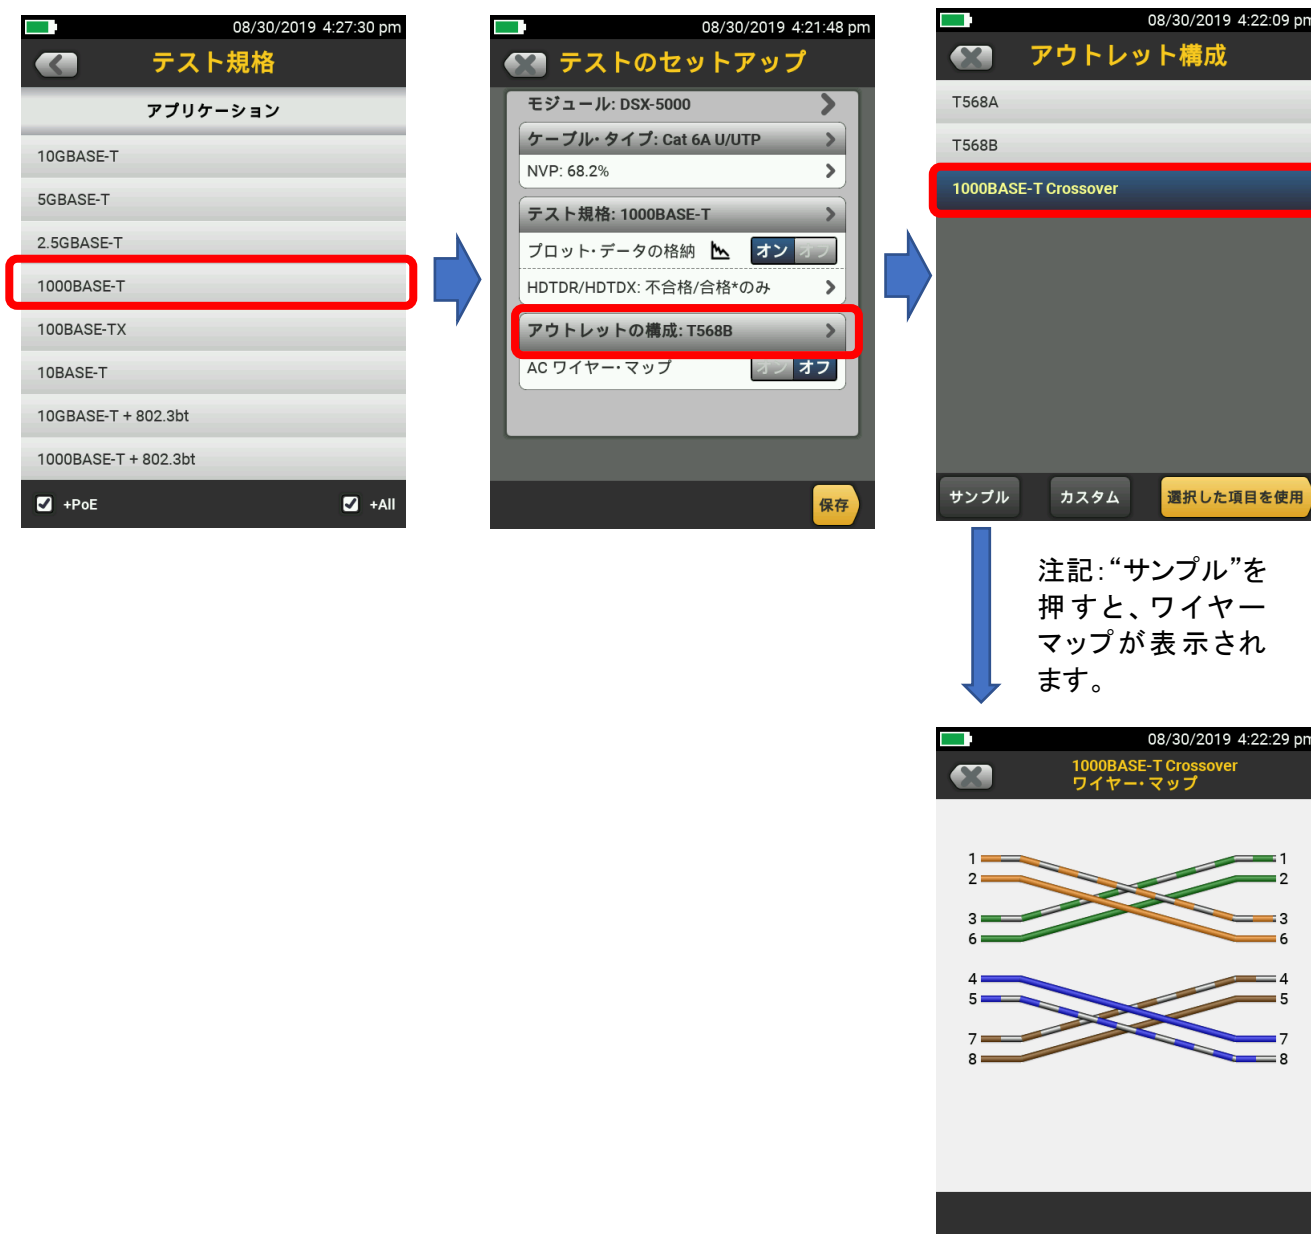 08/30/2019 4:27:30 pm
テスト規格
アプリケーション
10GBASE-T
5GBASE-T
2.5GBASE-T
1000BASE-T
100BASE-TX
10BASE-T
10GBASE-T + 802.3bt
1000BASE-T + 802.3bt
+PoE
+All
08/30/2019 4:21:48 pm
テストのセットアップ
モジュール: DSX-5000
ケーブル・タイプ: Cat 6A U/UTP
NVP: 68.2%
テスト規格: 1000BASE-T
プロット・データの格納 オン オフ
HDTDR/HDTDX: 不合格/合格*のみ
アウトレットの構成: T568B
AC ワイヤー・マップ オン オフ
保存
08/30/2019 4:22:09 pm
アウトレット構成
T568A
T568B
1000BASE-T Crossover
サンプル
カスタム
選択した項目を使用
注記:“サンプル”を
押すと、ワイヤー
マップが表示され
ます。
08/30/2019 4:22:29 pm
1000BASE-T Crossover
ワイヤー・マップ
1 1
2 2
3 3
6 6
4 4
5 5
7 7
8 8